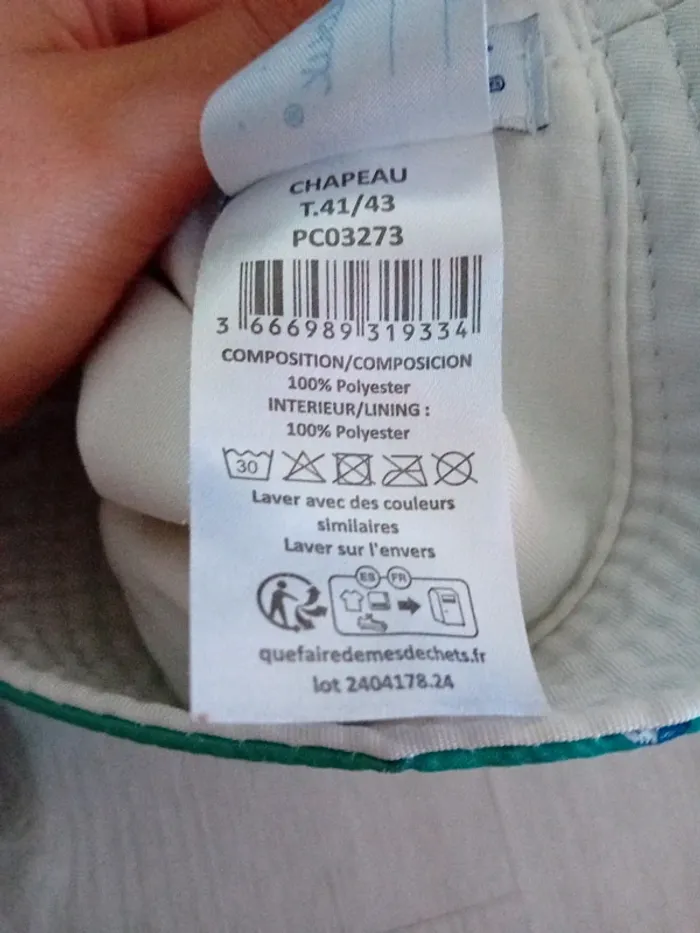 CHAPEAU
T.41/43
PC03273
3 666989 319334
COMPOSITION/COMPOSICION
100% Polyester
INTERIEUR/LINING :
100% Polyester
30
Laver avec des couleurs
similaires
Laver sur l'envers
ES FR
quefairedemesdechets.fr
lot 2404178.24